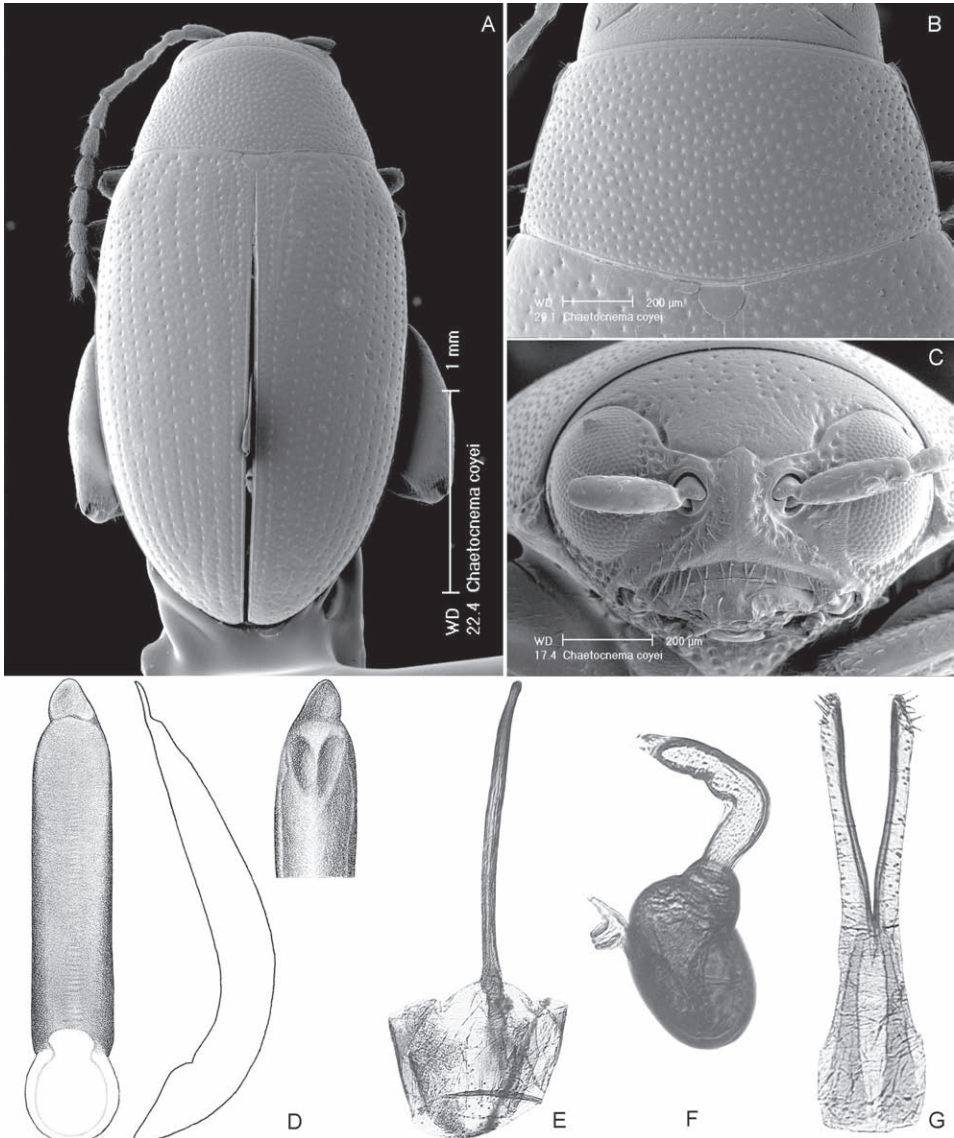 A
WD 1 mm
22.4 Chaetocnema coyei
B
WD 200 µm
29.1 Chaetocnema coyei
C
WD 200 µm
17.4 Chaetocnema coyei
D
E
F
G